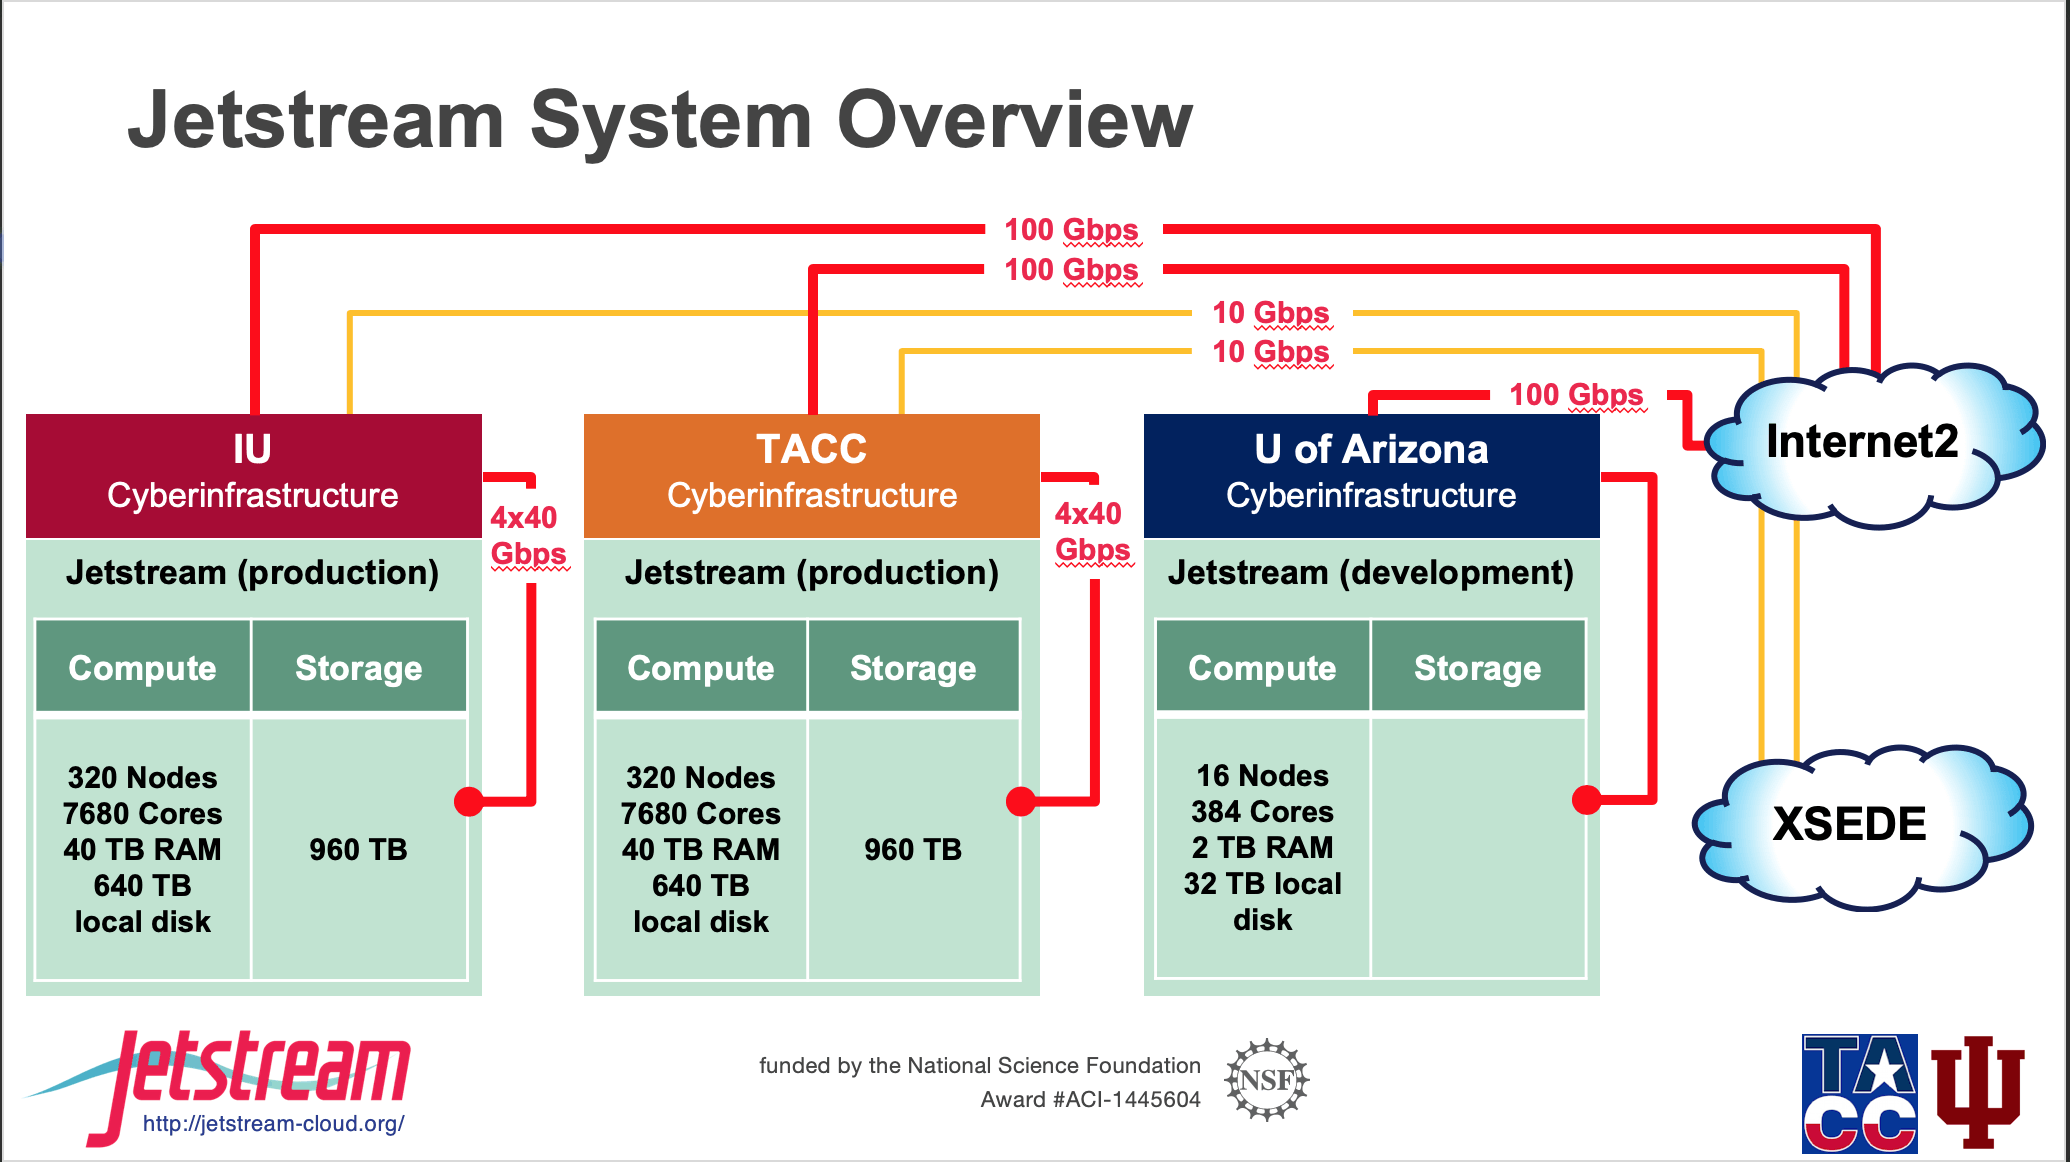 Jetstream System Overview
100 Gbps
100 Gbps
10 Gbps
10 Gbps
100 Gbps
Internet2
XSEDE
IU
Cyberinfrastructure
4x40
Gbps
Jetstream (production)
Compute
Storage
320 Nodes
7680 Cores
40 TB RAM
640 TB
local disk
960 TB
TACC
Cyberinfrastructure
4x40
Gbps
Jetstream (production)
Compute
Storage
320 Nodes
7680 Cores
40 TB RAM
640 TB
local disk
960 TB
U of Arizona
Cyberinfrastructure
Jetstream (development)
Compute
Storage
16 Nodes
384 Cores
2 TB RAM
32 TB local
disk
Jetstream
http://jetstream-cloud.org/
funded by the National Science Foundation
Award #ACI-1445604
NSF
TA
CC
IU